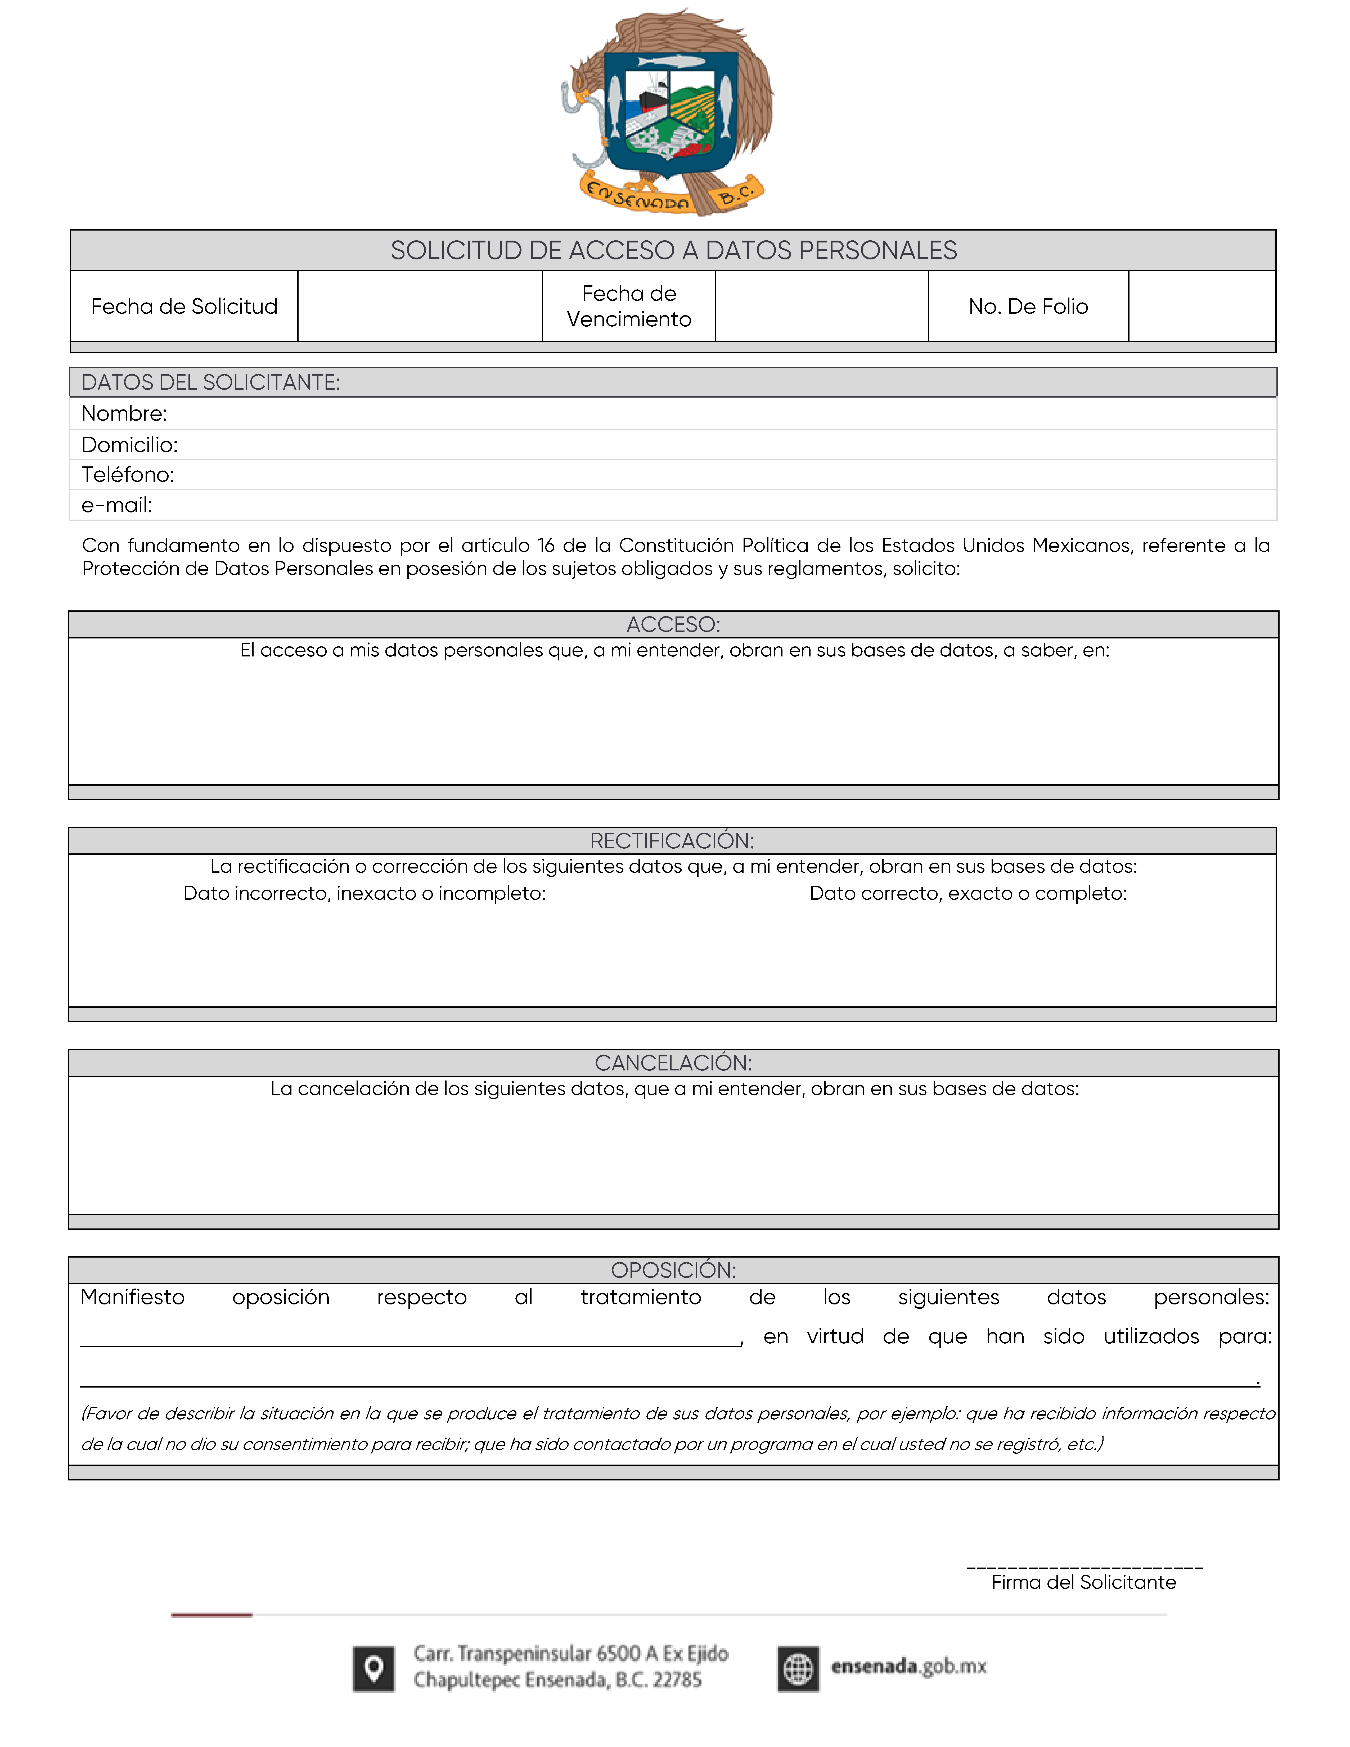 ENSENADA B.C.
SOLICITUD DE ACCESO A DATOS PERSONALES
Fecha de Solicitud
Fecha de
Vencimiento
No. De Folio
DATOS DEL SOLICITANTE:
Nombre:
Domicilio:
Teléfono:
e-mail:
Con fundamento en lo dispuesto por el artículo 16 de la Constitución Política de los Estados Unidos Mexicanos, referente a la
Protección de Datos Personales en posesión de los sujetos obligados y sus reglamentos, solicito:
ACCESO:
El acceso a mis datos personales que, a mi entender, obran en sus bases de datos, a saber, en:
RECTIFICACIÓN:
La rectificación o corrección de los siguientes datos que, a mi entender, obran en sus bases de datos:
Dato incorrecto, inexacto o incompleto: Dato correcto, exacto o completo:
CANCELACIÓN:
La cancelación de los siguientes datos, que a mi entender, obran en sus bases de datos:
OPOSICIÓN:
Manifiesto oposición respecto al tratamiento de los siguientes datos personales:
____________________, en virtud de que han sido utilizados para:
____________________.
(Favor de describir la situación en la que se produce el tratamiento de sus datos personales, por ejemplo: que ha recibido información respecto
de la cual no dio su consentimiento para recibir; que ha sido contactado por un programa en el cual usted no se registró, etc.)
_______________________
Firma del Solicitante
Carr. Transpeninsular 6500 A Ex Ejido
Chapultepec Ensenada, B.C. 22785
ensenada.gob.mx